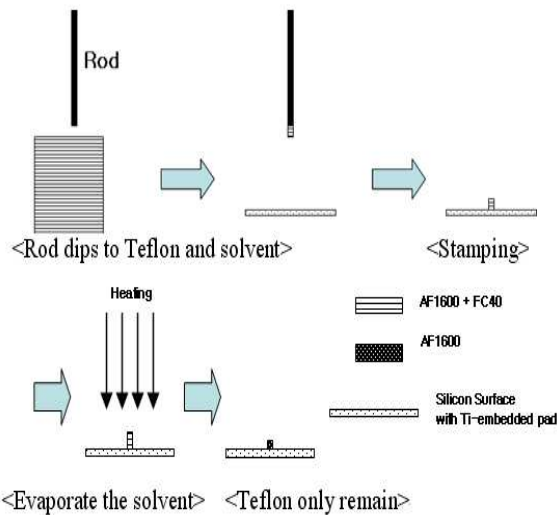 Rod
<Rod dips to Teflon and solvent>
<Stamping>
Heating
AF1600 + FC40
AF1600
Silicon Surface
with Ti-embedded pad
<Evaporate the solvent>
<Teflon only remain>